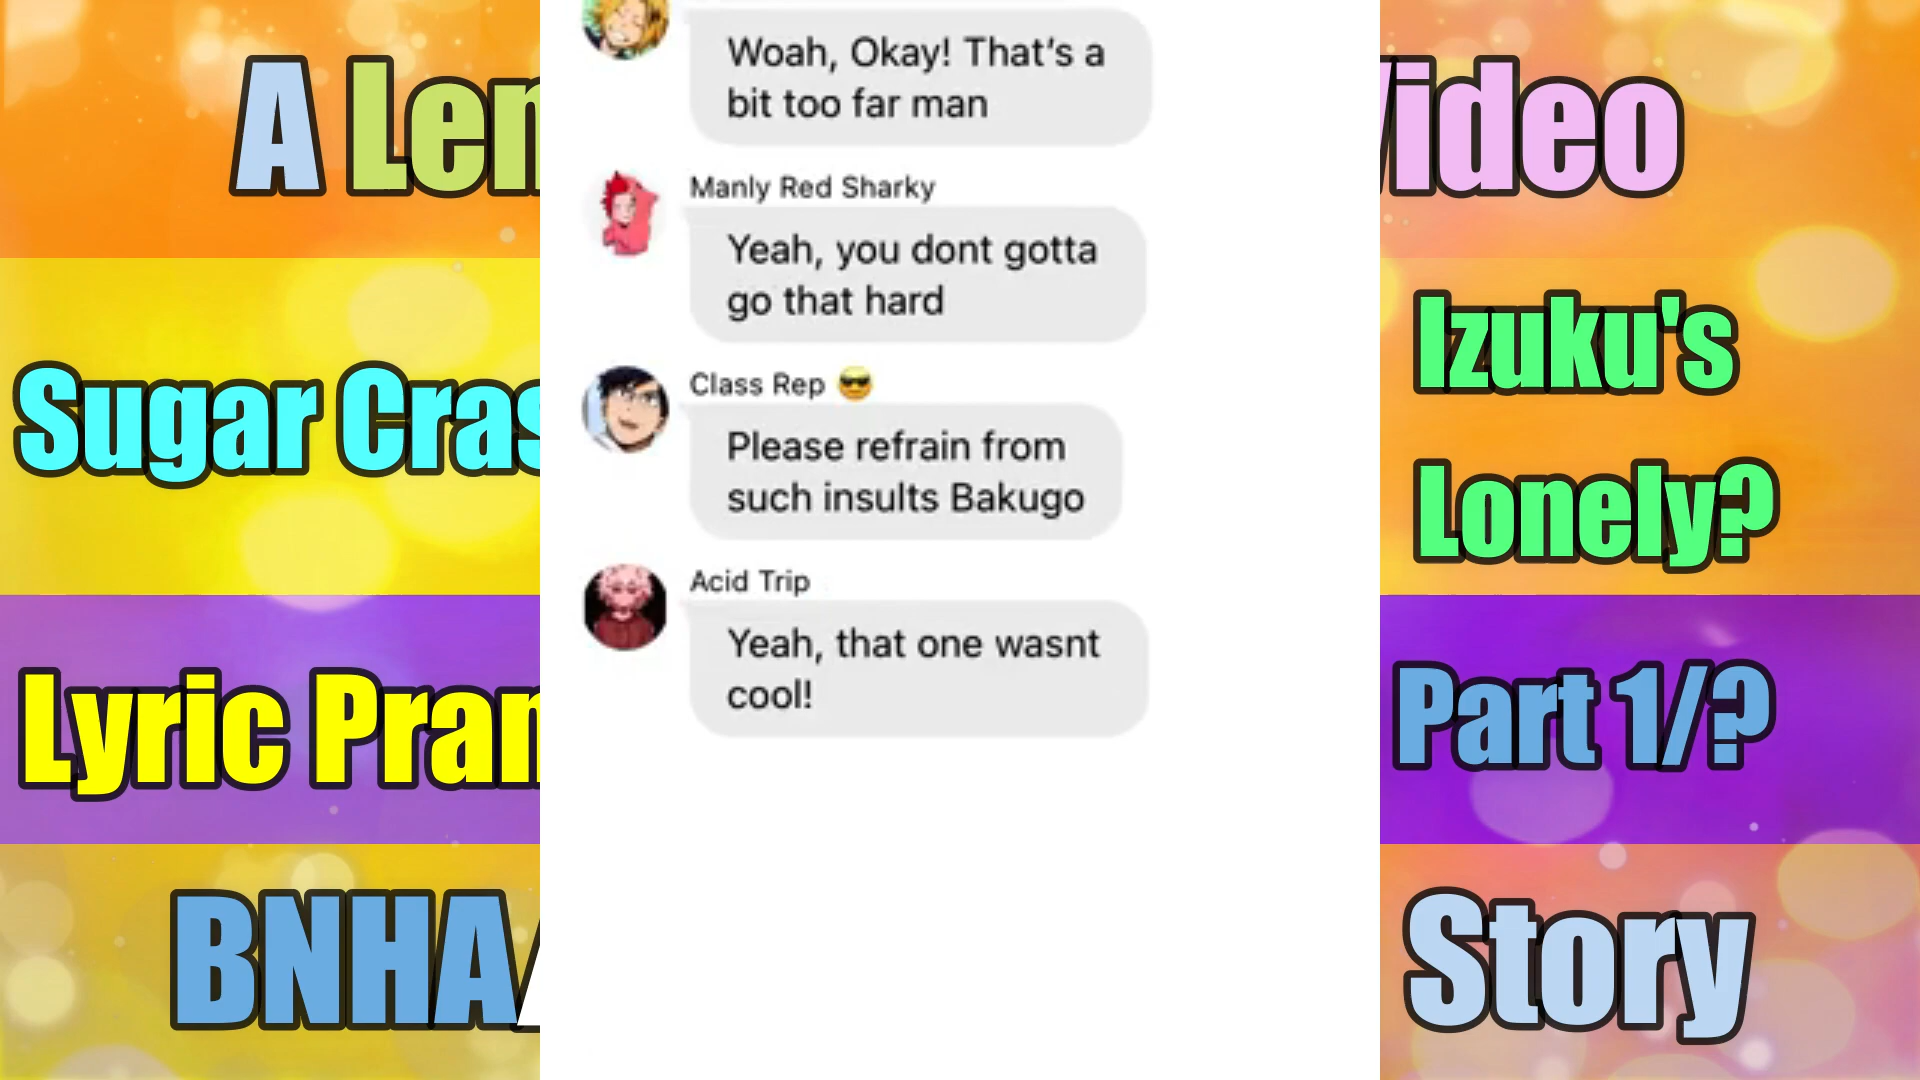 A Len
Video
Sugar Cras
Izuku's
Lonely?
Lyric Pran
Part 1/?
BNHA/
Story
Woah, Okay! That's a
bit too far man
Manly Red Sharky
Yeah, you dont gotta
go that hard
Class Rep 😎
Please refrain from
such insults Bakugo
Acid Trip
Yeah, that one wasnt
cool!